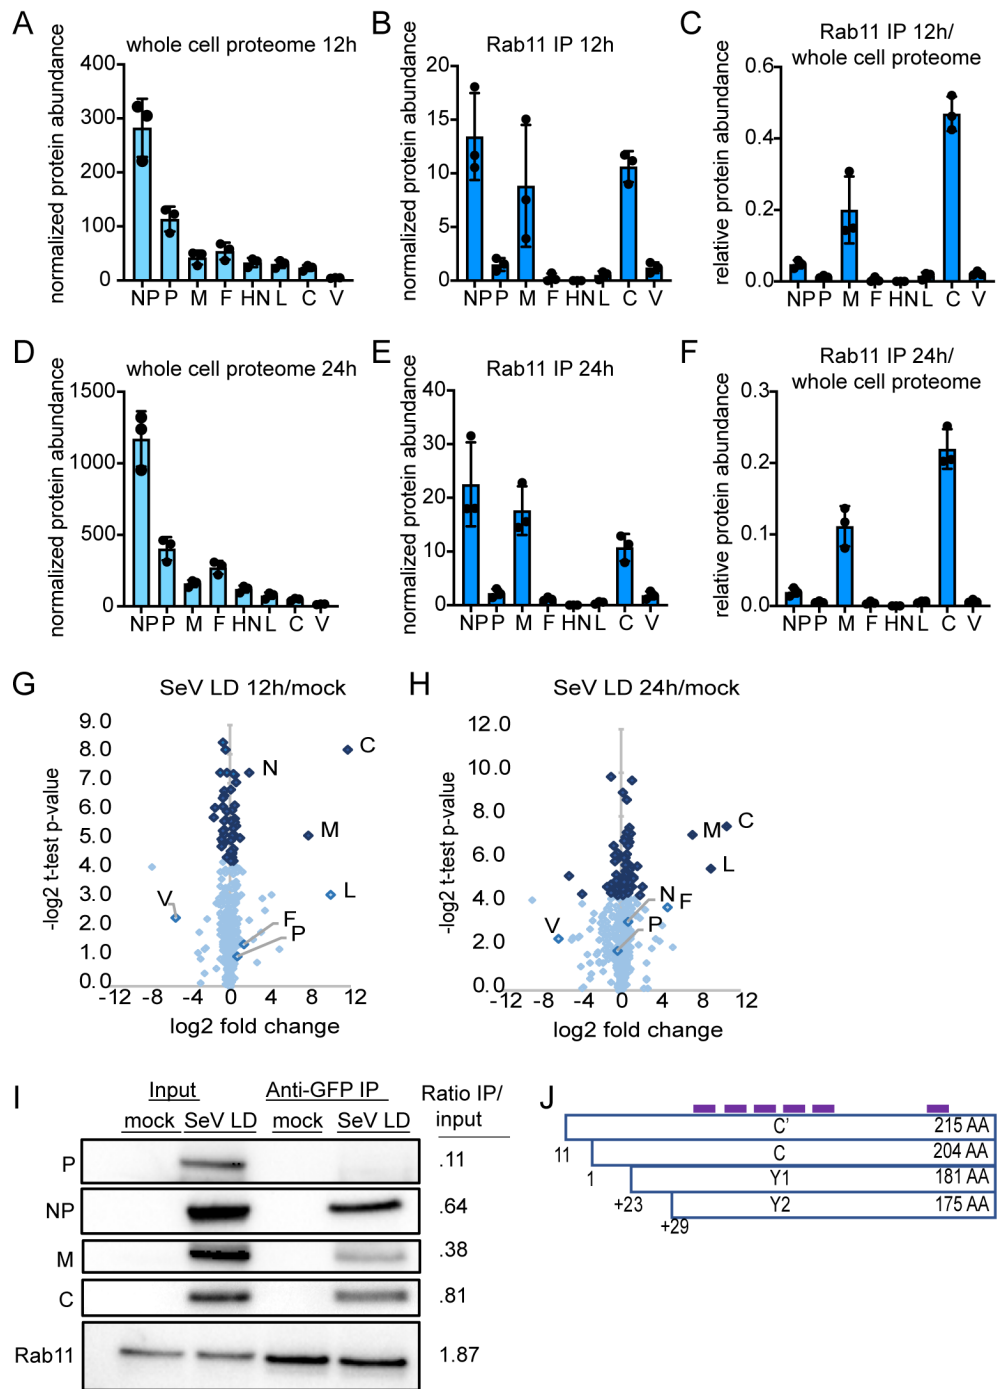 A
whole cell proteome 12h
normalized protein abundance
400
300
200
100
0
NP P M F HN L C V
B
Rab11 IP 12h
normalized protein abundance
20
15
10
5
0
NP P M F HN L C V
C
Rab11 IP 12h/
whole cell proteome
relative protein abundance
0.6
0.4
0.2
0.0
NP P M F HN L C V
D
whole cell proteome 24h
normalized protein abundance
1500
1000
500
0
NP P M F HN L C V
E
Rab11 IP 24h
normalized protein abundance
40
30
20
10
0
NP P M F HN L C V
F
Rab11 IP 24h/
whole cell proteome
relative protein abundance
0.3
0.2
0.1
0.0
NP P M F HN L C V
G
SeV LD 12h/mock
-log2 t-test p-value
9.0
8.0
7.0
6.0
5.0
4.0
3.0
2.0
1.0
0.0
C
N
M
L
V
F
P
-12 -8 -4 0 4 8 12
log2 fold change
H
SeV LD 24h/mock
-log2 t-test p-value
12.0
10.0
8.0
6.0
4.0
2.0
0.0
C
M
L
N
F
V
P
-12 -8 -4 0 4 8 12
log2 fold change
I
Input Anti-GFP IP Ratio IP/
mock SeV LD mock SeV LD input
P .11
NP .64
M .38
C .81
Rab11 1.87
J
C' 215 AA
11 C 204 AA
1 Y1 181 AA
+23 Y2 175 AA
+29